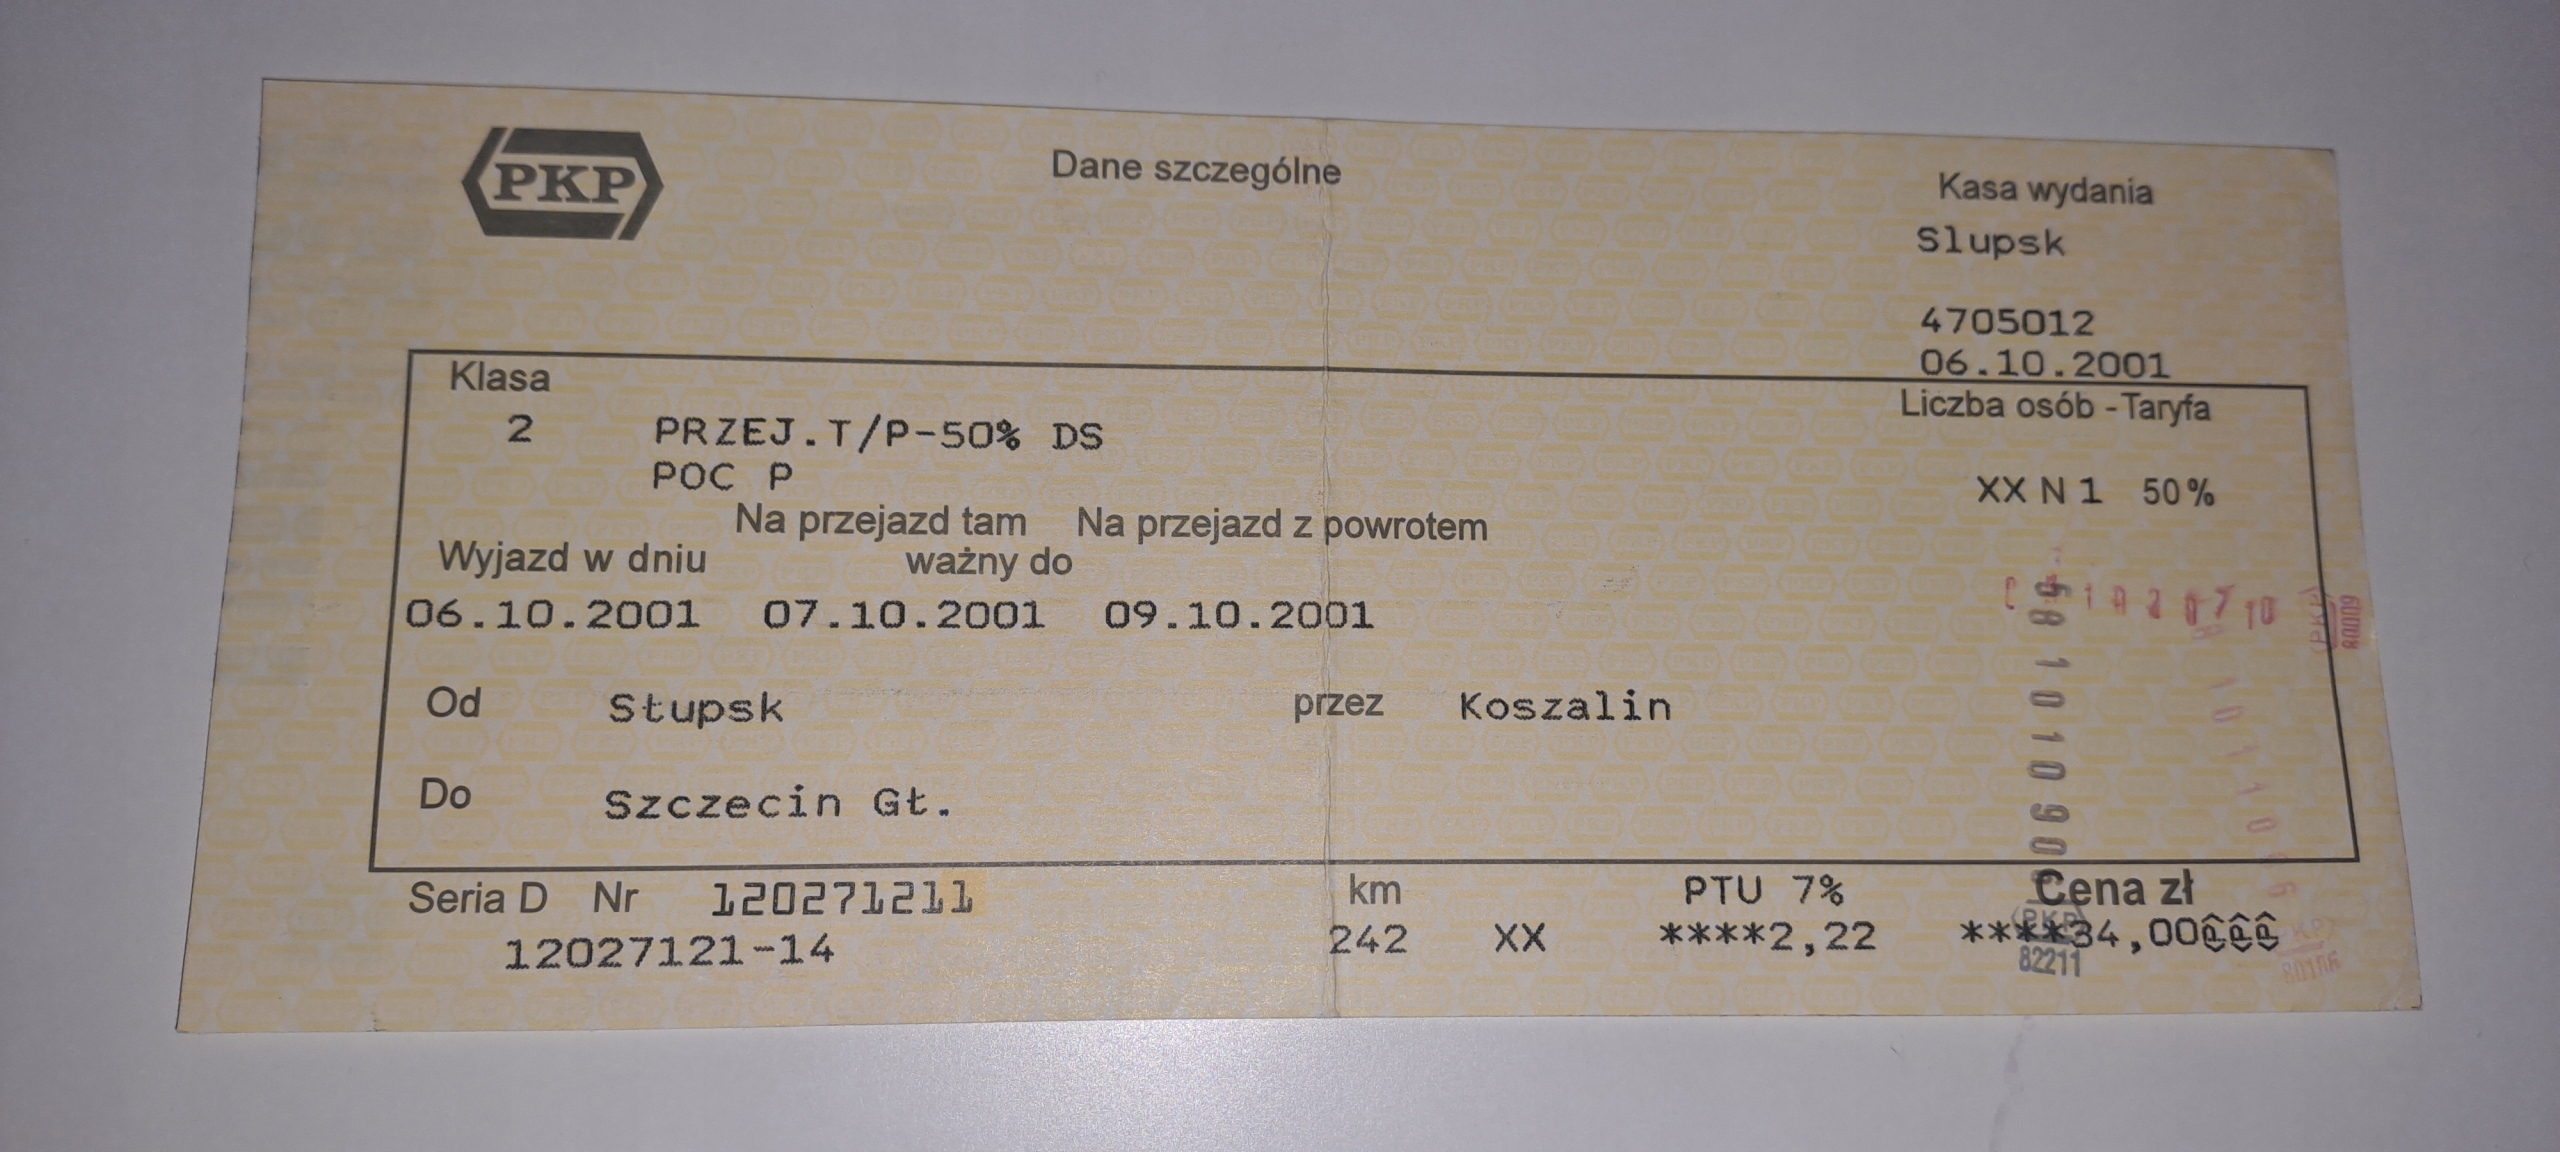 PKP
Dane szczególne
Kasa wydania
Slupsk
4705012
06.10.2001
Klasa
Liczba osób - Taryfa
2 PRZEJ.T/P-50% DS
POC P
XX N 1 50%
Na przejazd tam Na przejazd z powrotem
Wyjazd w dniu ważny do
06.10.2001 07.10.2001 09.10.2001
Od Słupsk przez Koszalin
Do Szczecin Gł.
Seria D Nr 120271211 km PTU 7% Cena zł
12027121-14 242 XX ****2,22 ****34,00
PKP
82211